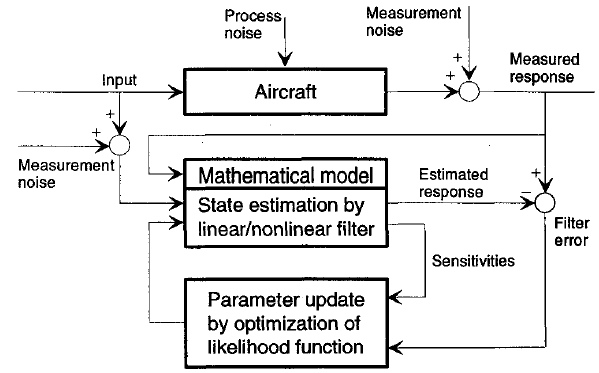 Process
noise
Measurement
noise
Measured
response
Input
Aircraft
+
+
+
+
Measurement
noise
Mathematical model
State estimation by
linear/nonlinear filter
Estimated
response
+
−
Filter
error
Sensitivities
Parameter update
by optimization of
likelihood function